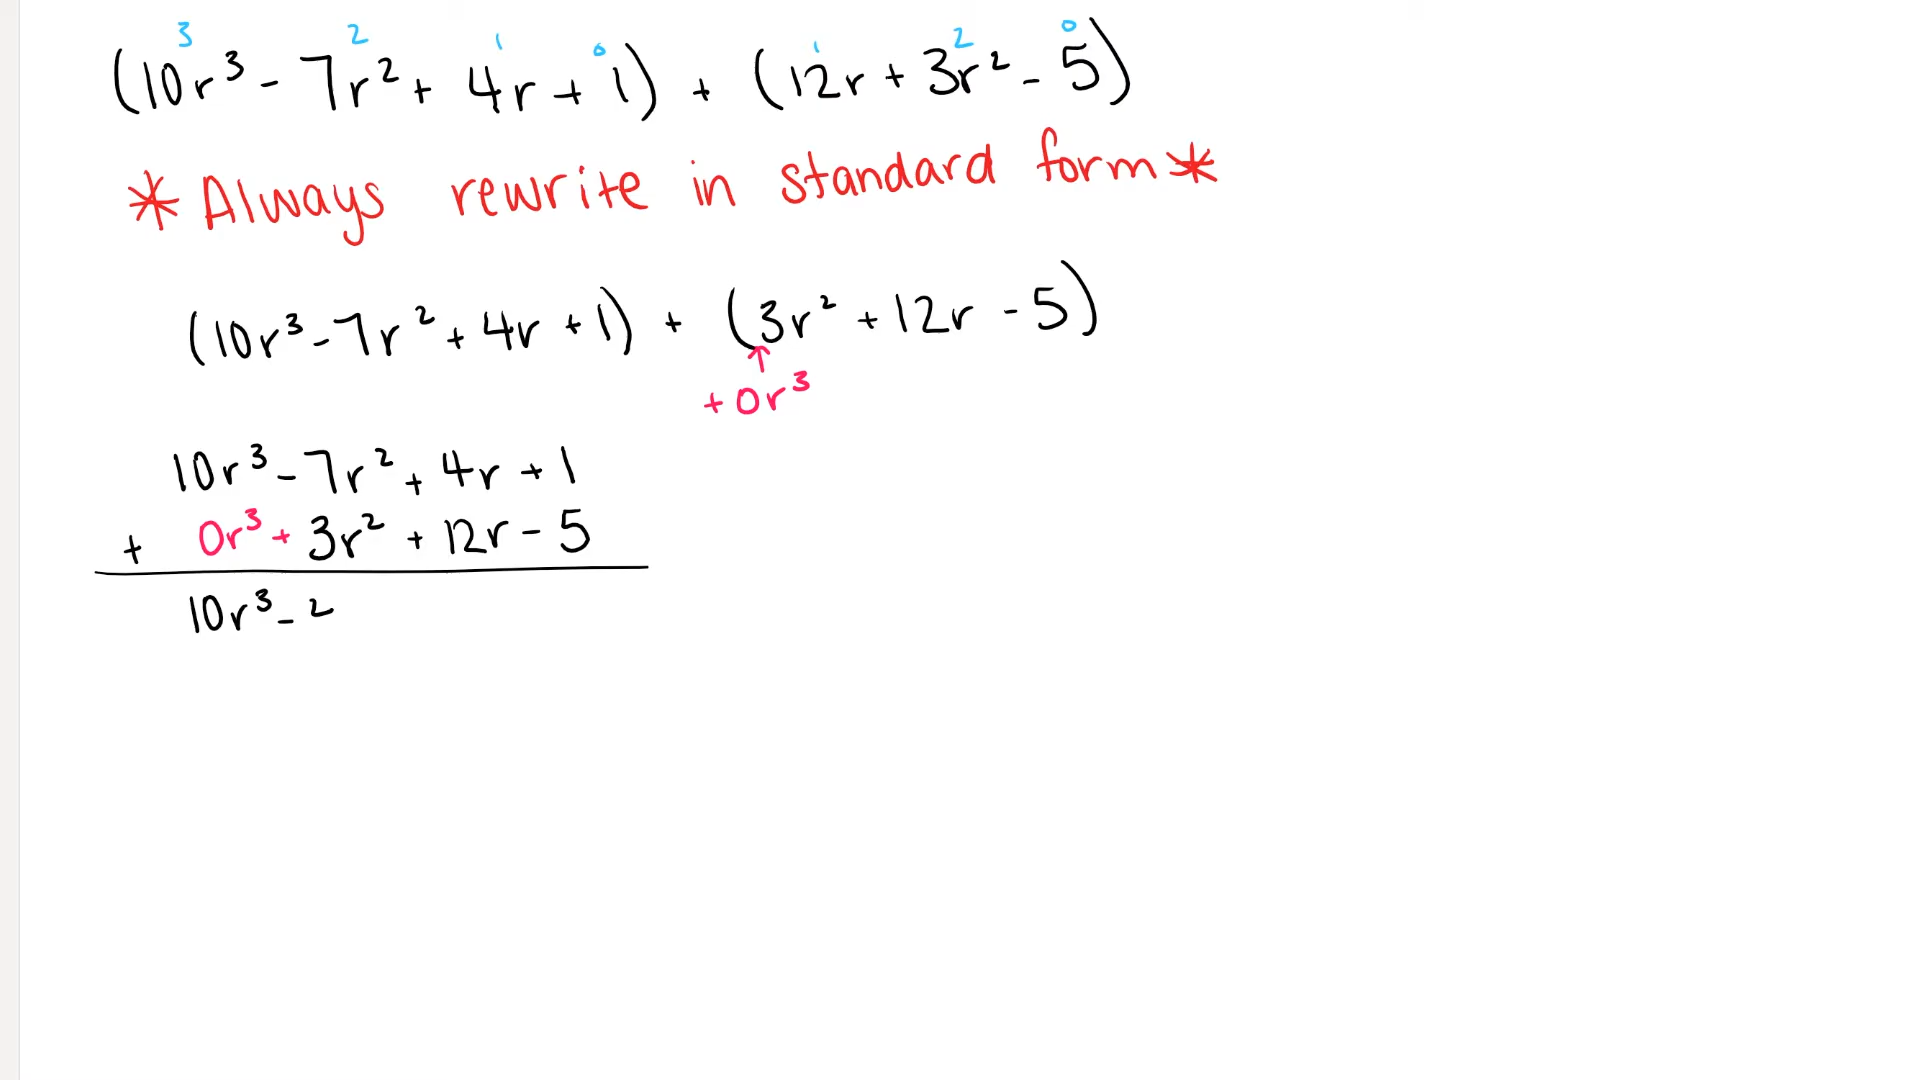 3 2 1 0 1 2 0
(10r³ - 7r² + 4r + 1) + (12r + 3r² - 5)
*Always rewrite in standard form*
(10r³ - 7r² + 4r + 1) + (3r² + 12r - 5)
↑
+ 0r³
10r³ - 7r² + 4r + 1
+ 0r³ + 3r² + 12r - 5
10r³ - 2